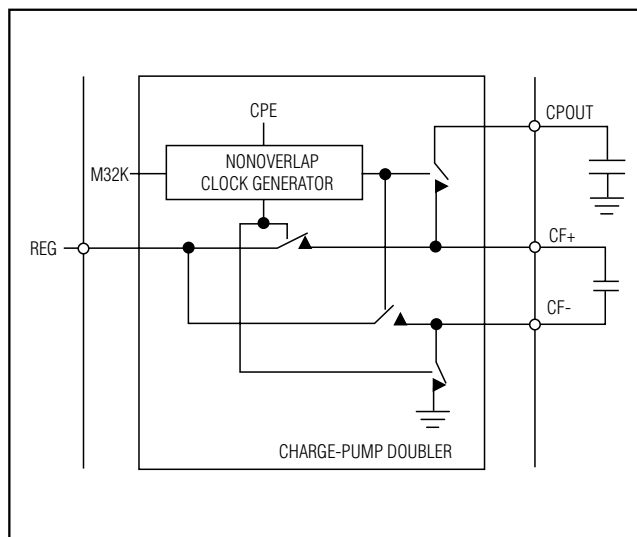 CPE
CPOUT
NONOVERLAP
CLOCK GENERATOR
M32K
REG
CF+
CF-
CHARGE-PUMP DOUBLER